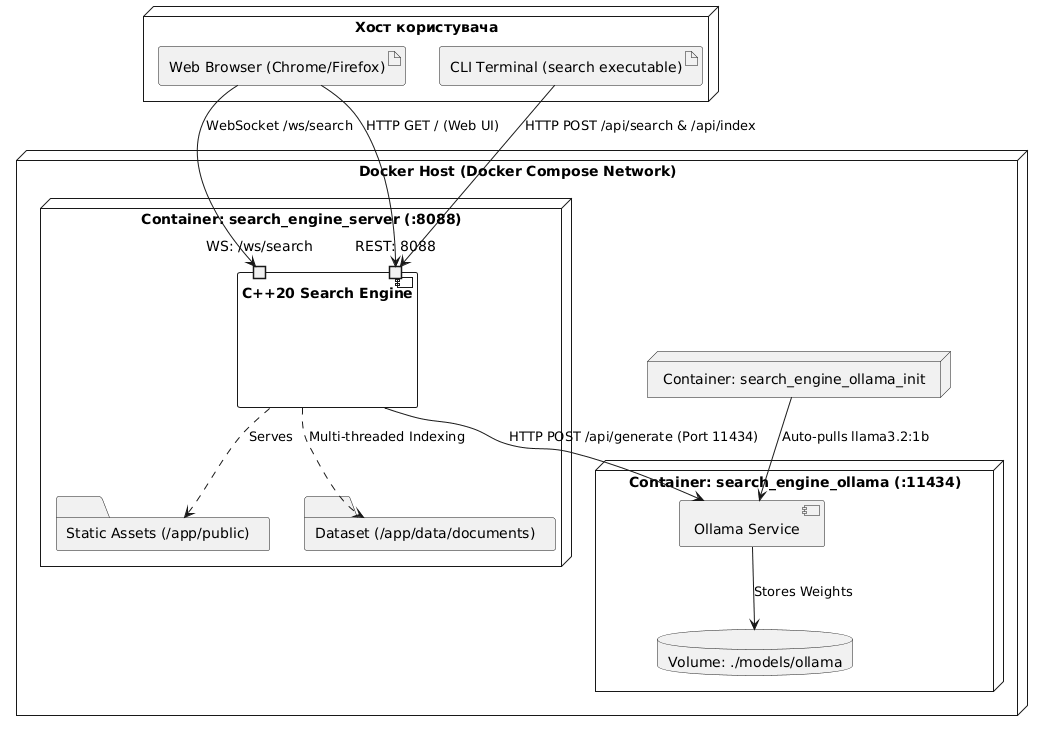 Хост користувача
Web Browser (Chrome/Firefox)
CLI Terminal (search executable)
WebSocket /ws/search
HTTP GET / (Web UI)
HTTP POST /api/search & /api/index
Docker Host (Docker Compose Network)
Container: search_engine_server (:8088)
WS: /ws/search
REST: 8088
C++20 Search Engine
Container: search_engine_ollama_init
Serves
Multi-threaded Indexing
HTTP POST /api/generate (Port 11434)
Auto-pulls llama3.2:1b
Container: search_engine_ollama (:11434)
Static Assets (/app/public)
Dataset (/app/data/documents)
Ollama Service
Stores Weights
Volume: ./models/ollama